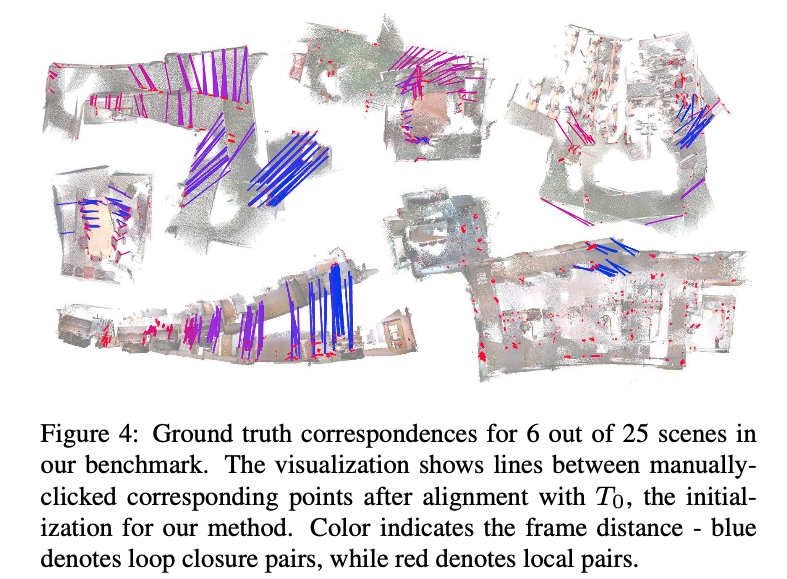 Figure 4: Ground truth correspondences for 6 out of 25 scenes in
our benchmark. The visualization shows lines between manually-
clicked corresponding points after alignment with T₀, the initial-
ization for our method. Color indicates the frame distance - blue
denotes loop closure pairs, while red denotes local pairs.